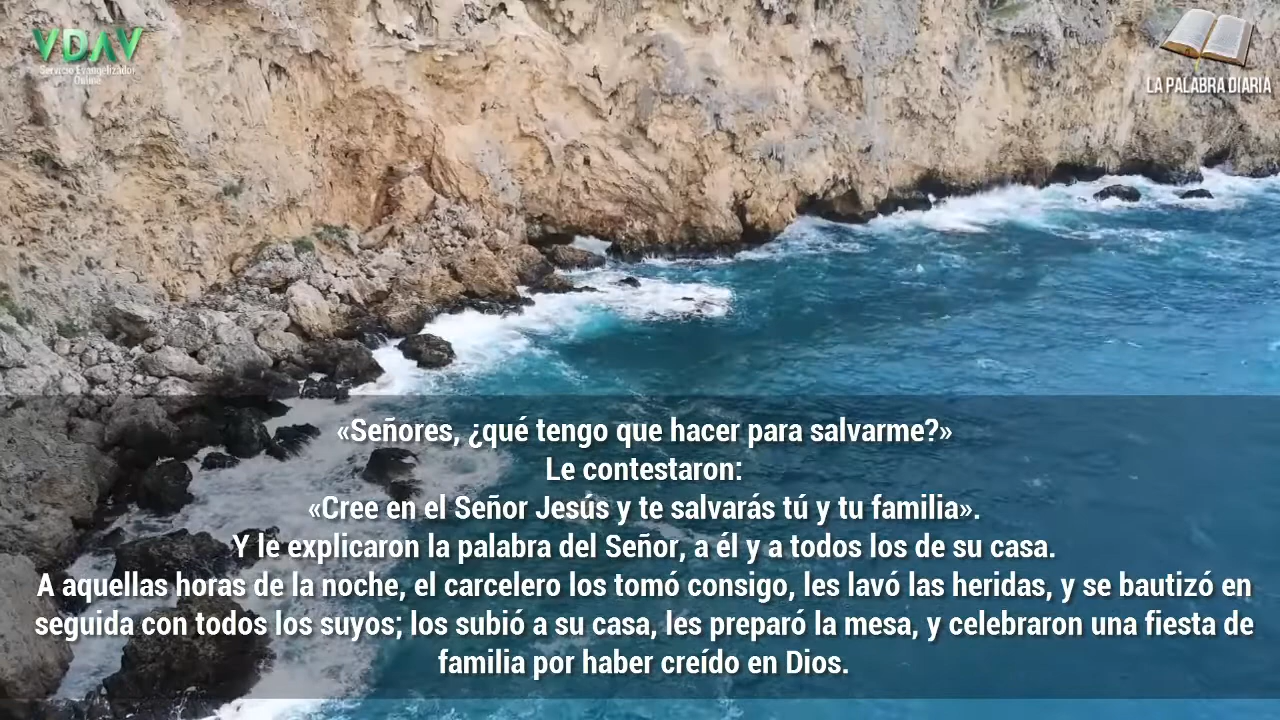 VDAV
Servicio Evangelizador
Online
LA PALABRA DIARIA
«Señores, ¿qué tengo que hacer para salvarme?»
Le contestaron:
«Cree en el Señor Jesús y te salvarás tú y tu familia».
Y le explicaron la palabra del Señor, a él y a todos los de su casa.
A aquellas horas de la noche, el carcelero los tomó consigo, les lavó las heridas, y se bautizó en
seguida con todos los suyos; los subió a su casa, les preparó la mesa, y celebraron una fiesta de
familia por haber creído en Dios.